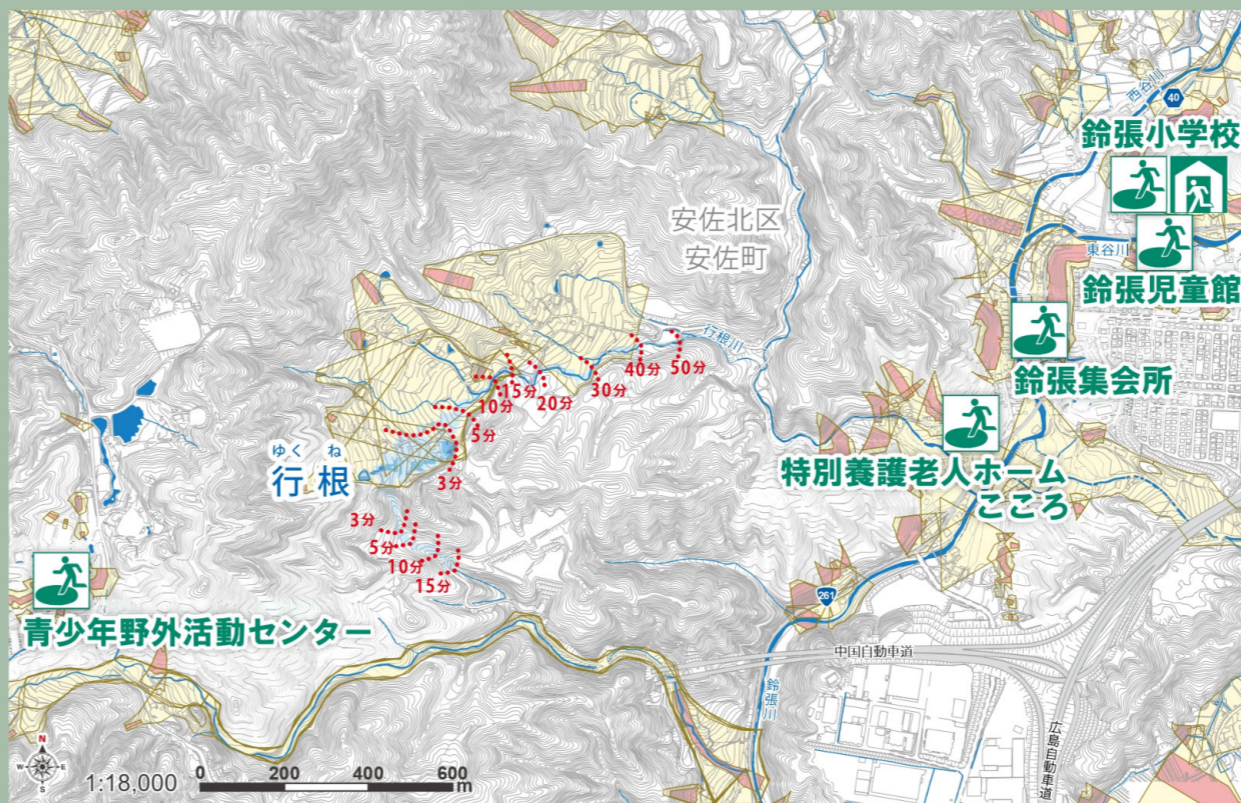 西谷川
40
鈴張小学校
安佐北区
安佐町
東谷川
鈴張児童館
行根川
40分
50分
鈴張集会所
15分
30分
10分
20分
5分
ゆくね
行根
3分
特別養護老人ホーム
こころ
3分
5分
10分
15分
261
青少年野外活動センター
中国自動車道
鈴張川
広島自動車道
N
W
E
S
1:18,000
0 200 400 600
m